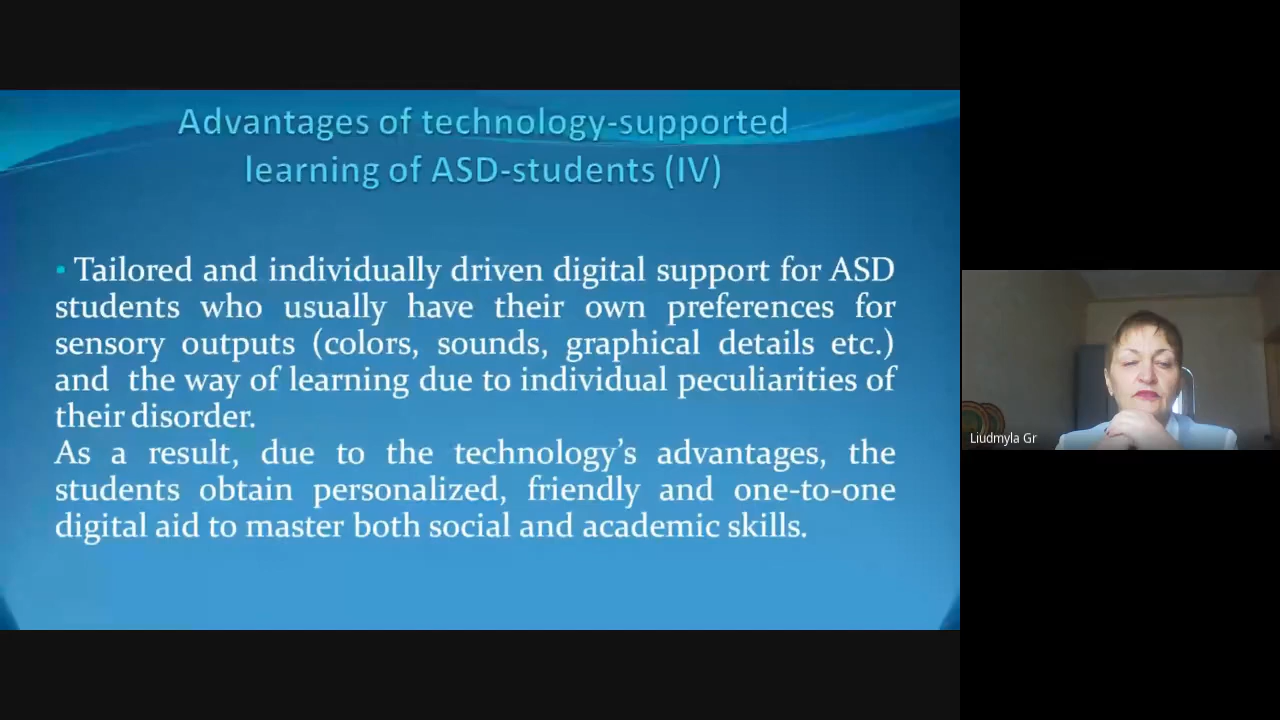 Advantages of technology-supported
learning of ASD-students (IV)
• Tailored and individually driven digital support for ASD
students who usually have their own preferences for
sensory outputs (colors, sounds, graphical details etc.)
and the way of learning due to individual peculiarities of
their disorder.
As a result, due to the technology’s advantages, the
students obtain personalized, friendly and one-to-one
digital aid to master both social and academic skills.
Liudmyla Gr